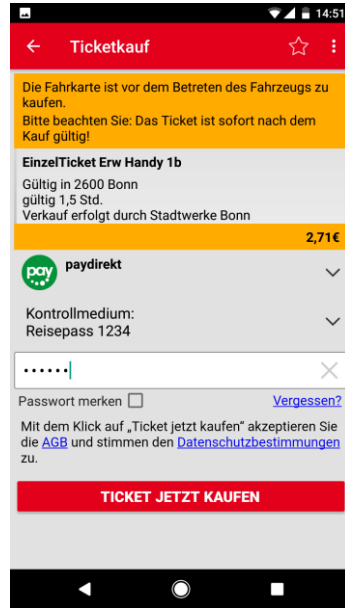 14:51
Ticketkauf
Die Fahrkarte ist vor dem Betreten des Fahrzeugs zu
kaufen.
Bitte beachten Sie: Das Ticket ist sofort nach dem
Kauf gültig!
EinzelTicket Erw Handy 1b
Gültig in 2600 Bonn
gültig 1,5 Std.
Verkauf erfolgt durch Stadtwerke Bonn
2,71€
pay
paydirekt
Kontrollmedium:
Reisepass 1234
••••••
Passwort merken
Vergessen?
Mit dem Klick auf „Ticket jetzt kaufen“ akzeptieren Sie
die AGB und stimmen den Datenschutzbestimmungen
zu.
TICKET JETZT KAUFEN